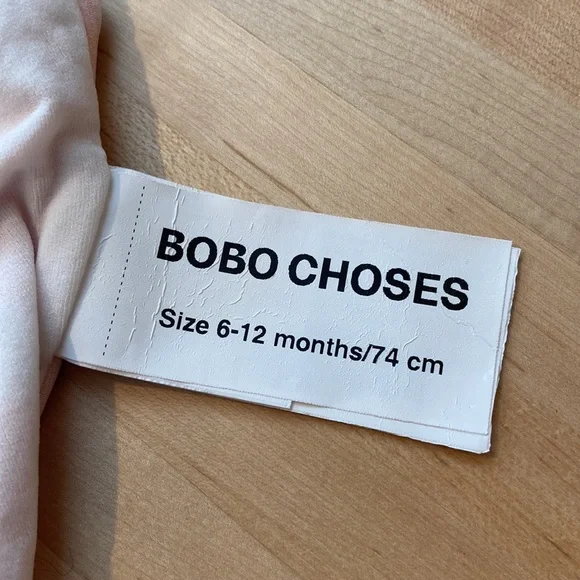 BOBO CHOSES
Size 6-12 months/74 cm